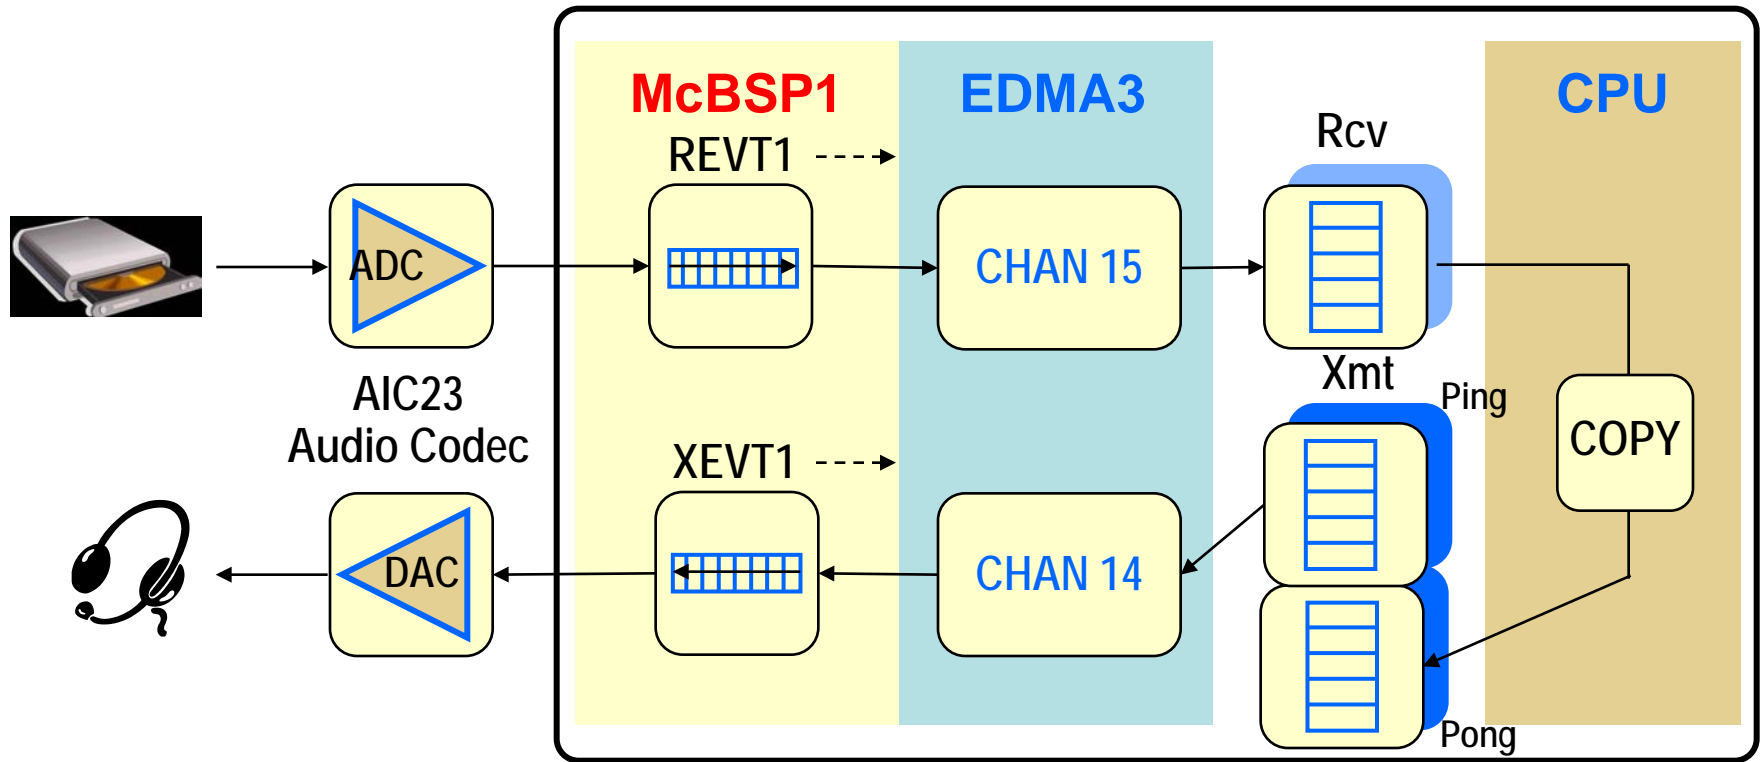 McBSP1
EDMA3
CPU
REVT1
Rcv
ADC
CHAN 15
AIC23
Audio Codec
Xmt
Ping
COPY
XEVT1
DAC
CHAN 14
Pong